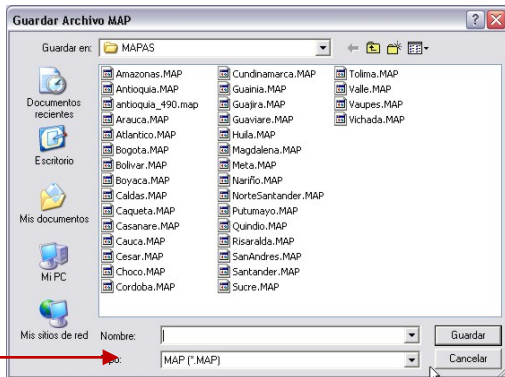 Guardar Archivo MAP
Guardar en: MAPAS
Documentos recientes
Escritorio
Mis documentos
Mi PC
Mis sitios de red
Amazonas.MAP
Antioquia.MAP
antioquia_490.map
Arauca.MAP
Atlantico.MAP
Bogota.MAP
Bolivar.MAP
Boyaca.MAP
Caldas.MAP
Caqueta.MAP
Casanare.MAP
Cauca.MAP
Cesar.MAP
Choco.MAP
Cordoba.MAP
Cundinamarca.MAP
Guainia.MAP
Guajira.MAP
Guaviare.MAP
Huila.MAP
Magdalena.MAP
Meta.MAP
Nariño.MAP
NorteSantander.MAP
Putumayo.MAP
Quindio.MAP
Risaralda.MAP
SanAndres.MAP
Santander.MAP
Sucre.MAP
Tolima.MAP
Valle.MAP
Vaupes.MAP
Vichada.MAP
Nombre:
Guardar
MAP (*.MAP)
Cancelar